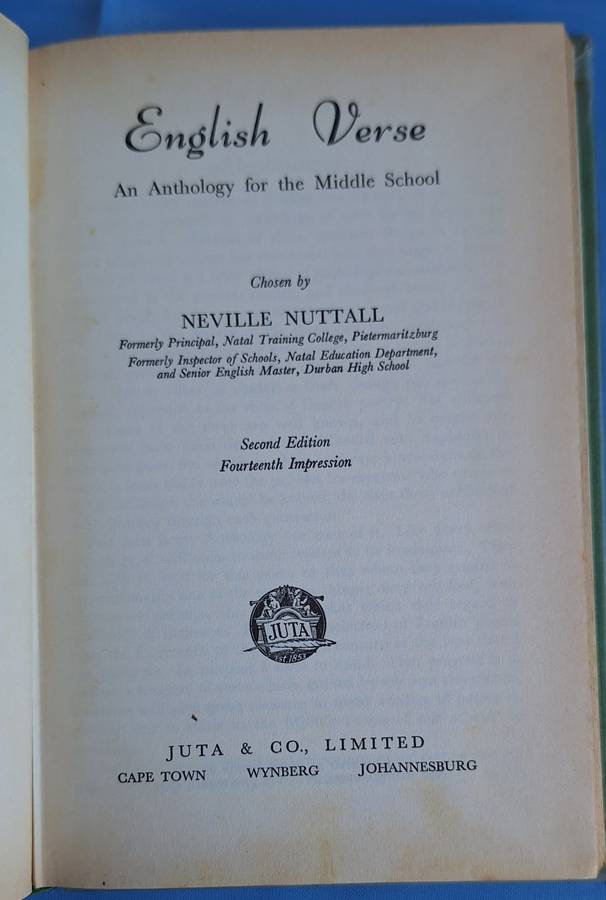 English Verse
An Anthology for the Middle School
Chosen by
NEVILLE NUTTALL
Formerly Principal, Natal Training College, Pietermaritzburg
Formerly Inspector of Schools, Natal Education Department,
and Senior English Master, Durban High School
Second Edition
Fourteenth Impression
JUTA
EST. 1853
JUTA & CO., LIMITED
CAPE TOWN WYNBERG JOHANNESBURG